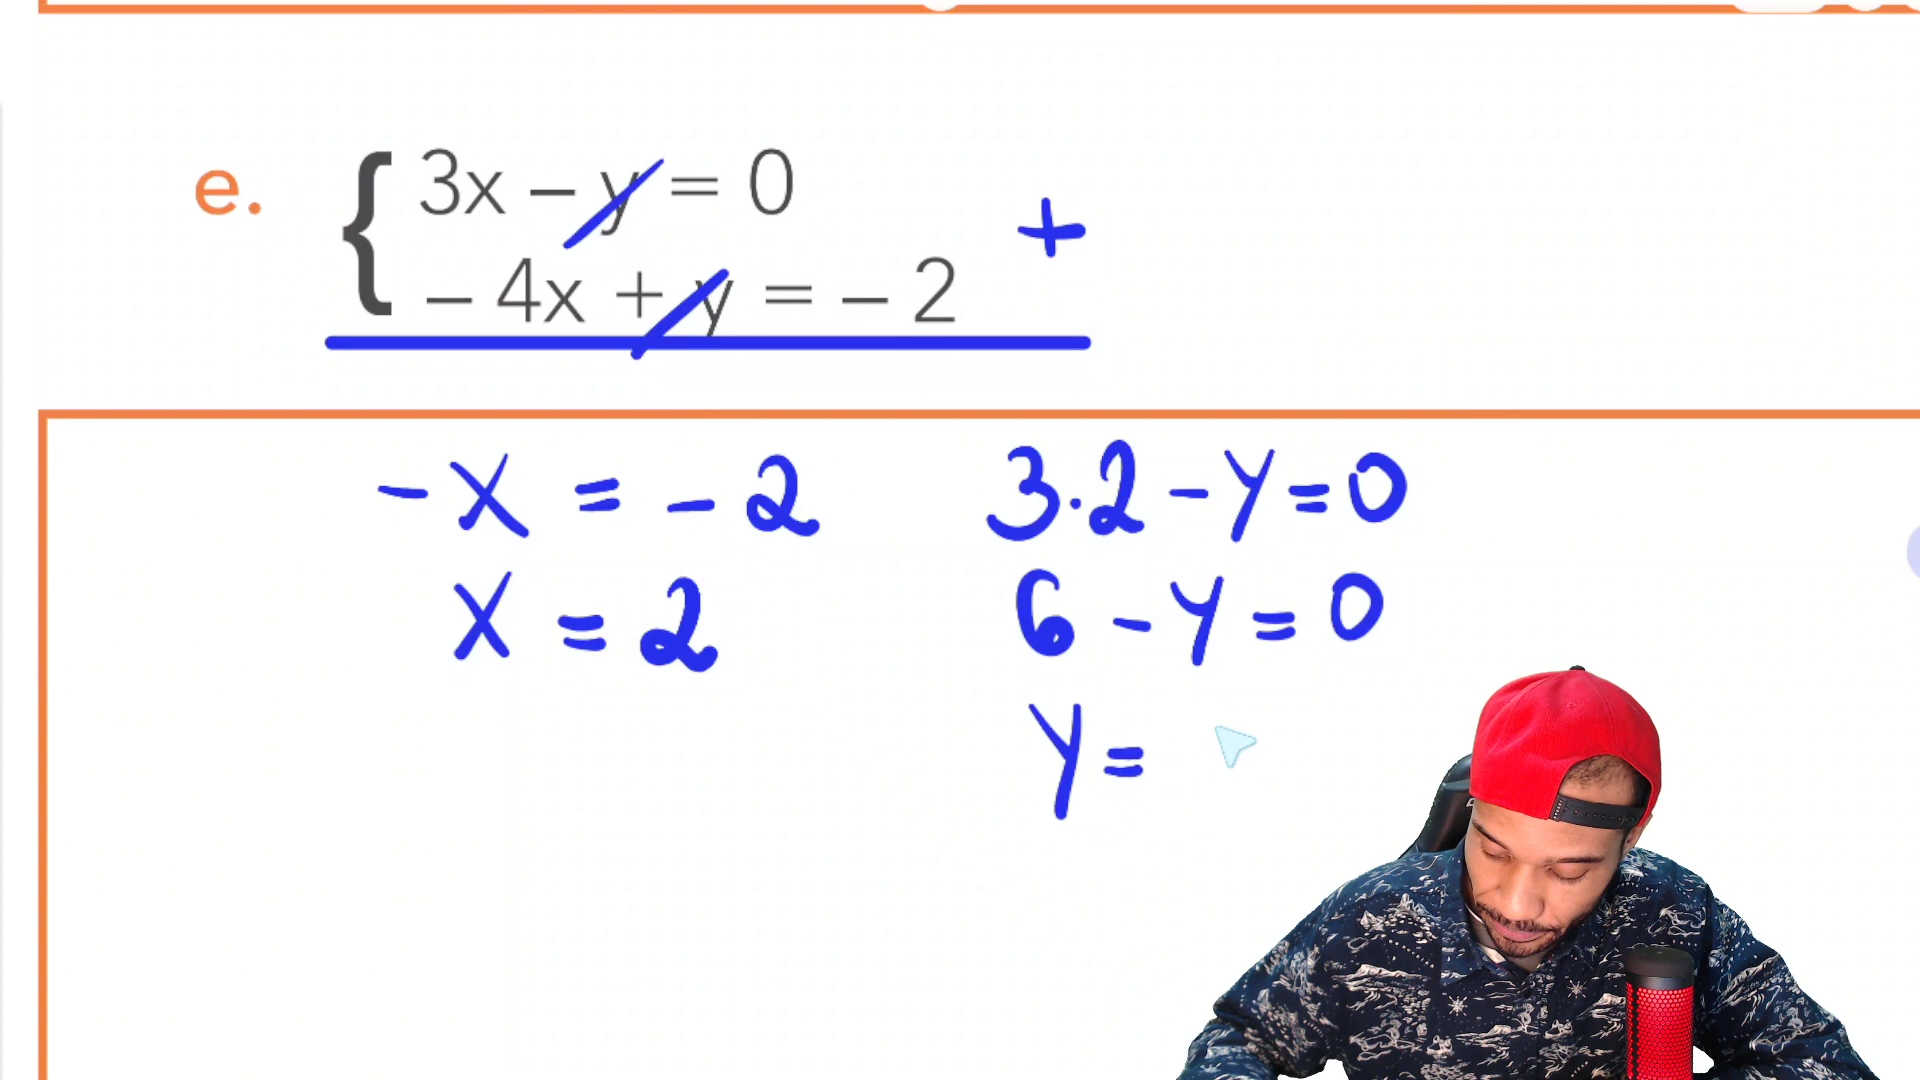 e. { 3x – y = 0
– 4x + y = – 2
+
- x = - 2
x = 2
3·2 - y = 0
6 - y = 0
y =